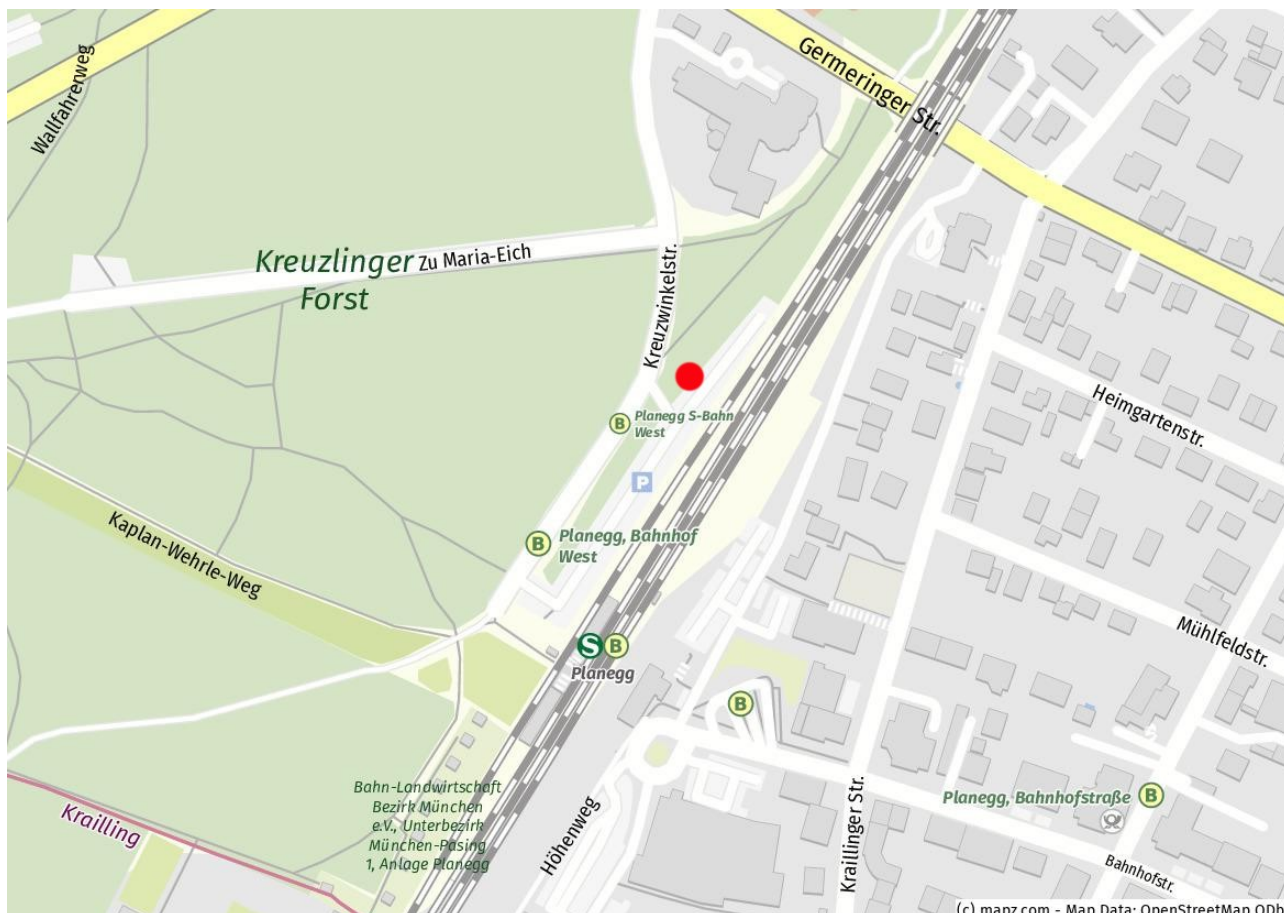 Wallfahrerweg
Germeringer Str.
Kreuzlinger
Forst
Zu Maria-Eich
Kreuzwinkelstr.
Heimgartenstr.
B
Planegg S-Bahn
West
P
Kaplan-Wehrle-Weg
B
Planegg, Bahnhof
West
Mühlfeldstr.
S
B
Planegg
B
Bahn-Landwirtschaft
Bezirk München
e.V., Unterbezirk
München-Pasing
1, Anlage Planegg
Krailling
Höhenweg
Kraillinger Str.
Planegg, Bahnhofstraße
B
Bahnhofstr.
(c) mapz.com - Map Data: OpenStreetMap ODb